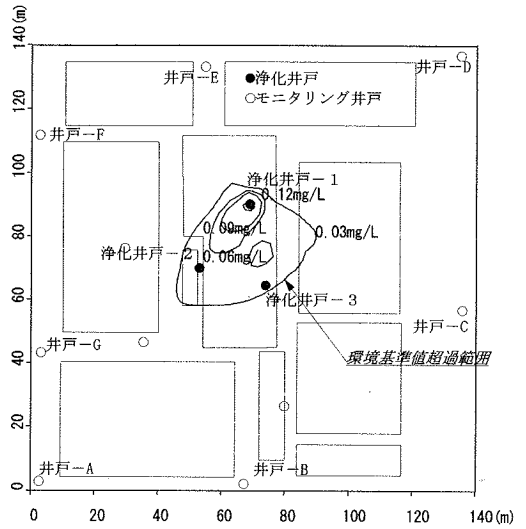 140 (m)
120
100
80
60
40
20
0
井戸－E
●浄化井戸
○モニタリング井戸
井戸－D
井戸－F
浄化井戸－1
0.12mg/L
0.09mg/L
0.03mg/L
浄化井戸－2
0.06mg/L
浄化井戸－3
井戸－C
井戸－G
環境基準値超過範囲
井戸－A
井戸－B
0 20 40 60 80 100 120 140 (m)